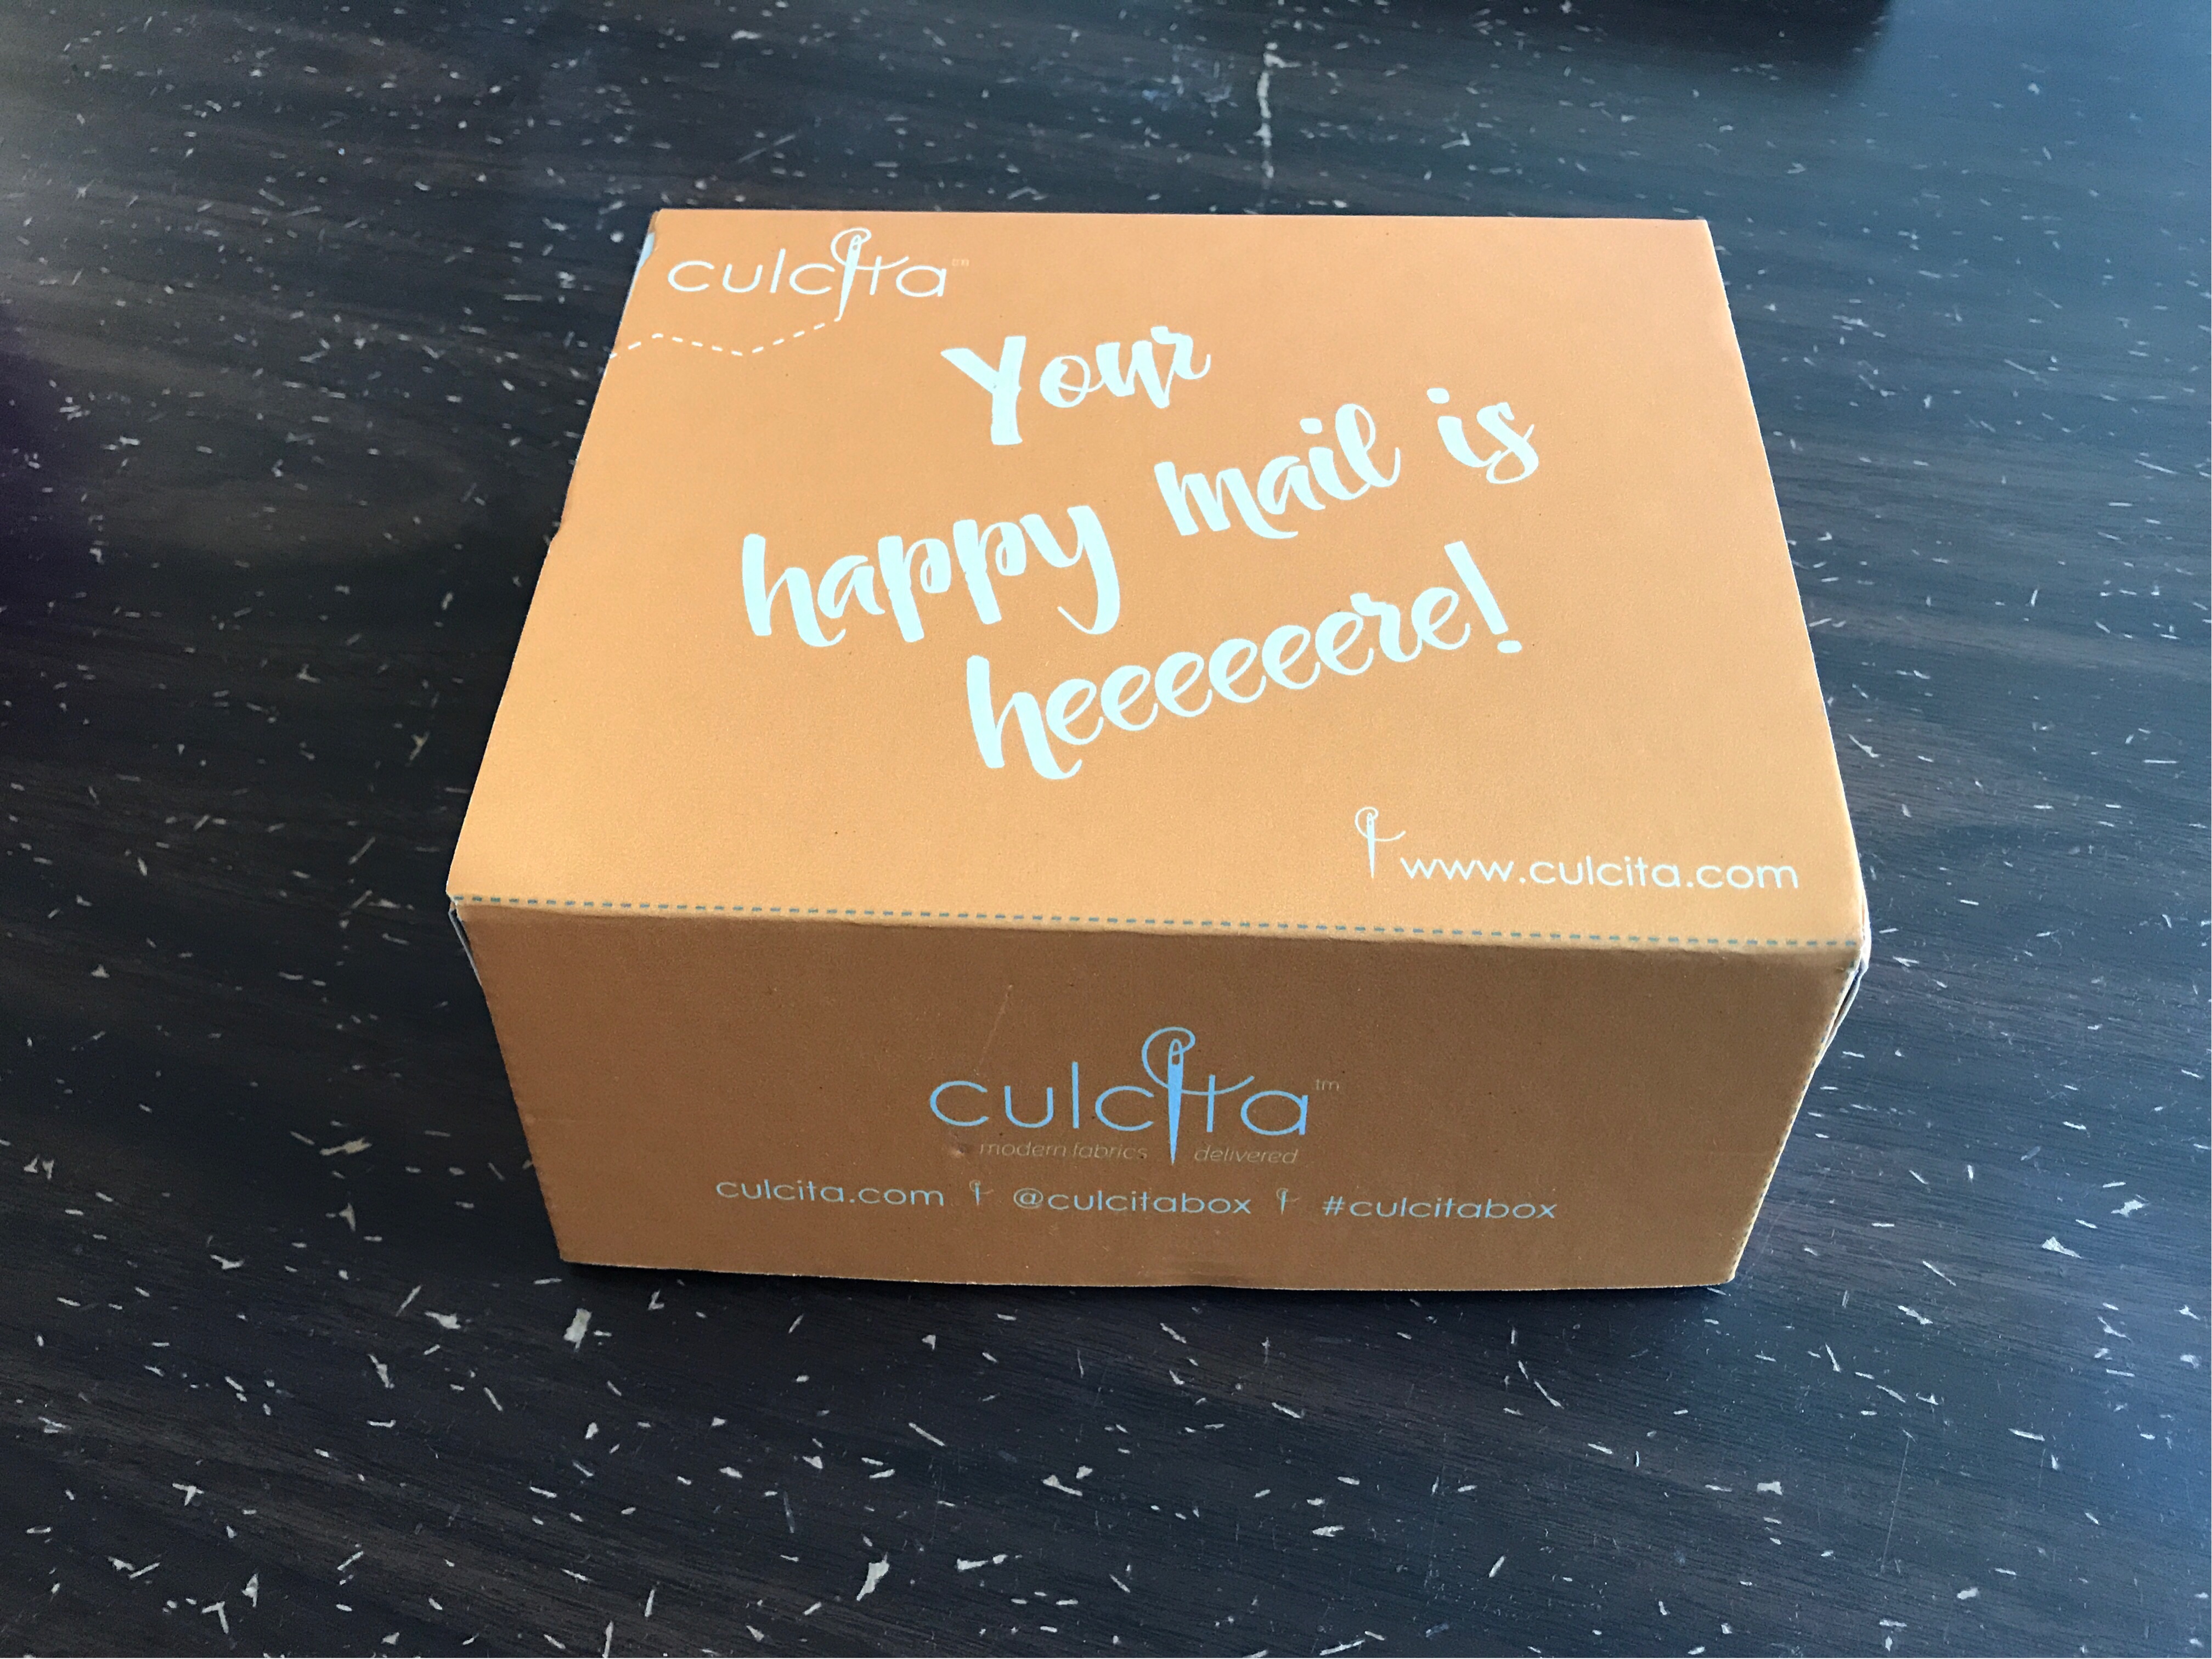 culcita™
Your
happy mail is
heeeeeere!
www.culcita.com
culcita™
modern fabrics delivered
culcita.com @culcitabox #culcitabox